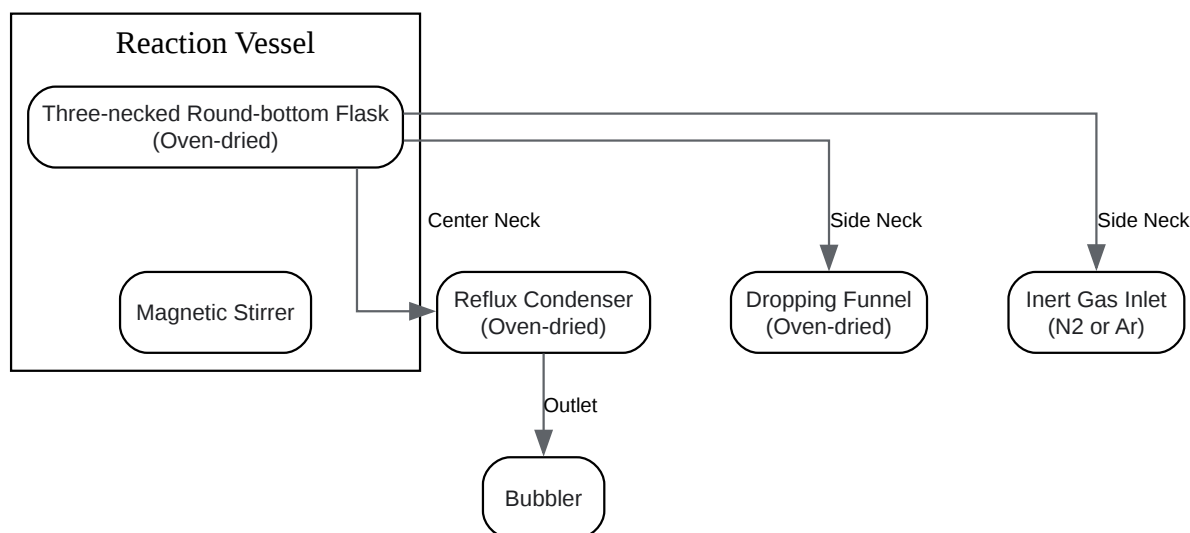 Reaction Vessel
Three-necked Round-bottom Flask
(Oven-dried)
Center Neck
Side Neck
Side Neck
Magnetic Stirrer
Reflux Condenser
(Oven-dried)
Dropping Funnel
(Oven-dried)
Inert Gas Inlet
(N2 or Ar)
Outlet
Bubbler